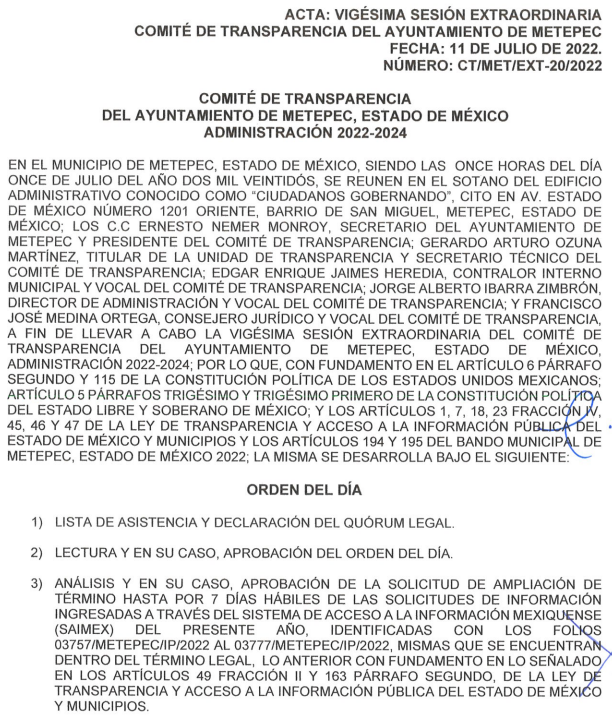 ACTA: VIGÉSIMA SESIÓN EXTRAORDINARIA
COMITÉ DE TRANSPARENCIA DEL AYUNTAMIENTO DE METEPEC
FECHA: 11 DE JULIO DE 2022.
NÚMERO: CT/MET/EXT-20/2022
COMITÉ DE TRANSPARENCIA
DEL AYUNTAMIENTO DE METEPEC, ESTADO DE MÉXICO
ADMINISTRACIÓN 2022-2024
EN EL MUNICIPIO DE METEPEC, ESTADO DE MÉXICO, SIENDO LAS ONCE HORAS DEL DÍA
ONCE DE JULIO DEL AÑO DOS MIL VEINTIDÓS, SE REUNEN EN EL SOTANO DEL EDIFICIO
ADMINISTRATIVO CONOCIDO COMO “CIUDADANOS GOBERNANDO”, CITO EN AV. ESTADO
DE MÉXICO NÚMERO 1201 ORIENTE, BARRIO DE SAN MIGUEL, METEPEC, ESTADO DE
MÉXICO; LOS C.C ERNESTO NEMER MONROY, SECRETARIO DEL AYUNTAMIENTO DE
METEPEC Y PRESIDENTE DEL COMITÉ DE TRANSPARENCIA; GERARDO ARTURO OZUNA
MARTÍNEZ, TITULAR DE LA UNIDAD DE TRANSPARENCIA Y SECRETARIO TÉCNICO DEL
COMITÉ DE TRANSPARENCIA; EDGAR ENRIQUE JAIMES HEREDIA, CONTRALOR INTERNO
MUNICIPAL Y VOCAL DEL COMITÉ DE TRANSPARENCIA; JORGE ALBERTO IBARRA ZIMBRÓN,
DIRECTOR DE ADMINISTRACIÓN Y VOCAL DEL COMITÉ DE TRANSPARENCIA; Y FRANCISCO
JOSÉ MEDINA ORTEGA, CONSEJERO JURÍDICO Y VOCAL DEL COMITÉ DE TRANSPARENCIA,
A FIN DE LLEVAR A CABO LA VIGÉSIMA SESIÓN EXTRAORDINARIA DEL COMITÉ DE
TRANSPARENCIA DEL AYUNTAMIENTO DE METEPEC, ESTADO DE MÉXICO,
ADMINISTRACIÓN 2022-2024; POR LO QUE, CON FUNDAMENTO EN EL ARTÍCULO 6 PÁRRAFO
SEGUNDO Y 115 DE LA CONSTITUCIÓN POLÍTICA DE LOS ESTADOS UNIDOS MEXICANOS;
ARTÍCULO 5 PÁRRAFOS TRIGÉSIMO Y TRIGÉSIMO PRIMERO DE LA CONSTITUCIÓN POLÍTICA
DEL ESTADO LIBRE Y SOBERANO DE MÉXICO; Y LOS ARTÍCULOS 1, 7, 18, 23 FRACCIÓN IV,
45, 46 Y 47 DE LA LEY DE TRANSPARENCIA Y ACCESO A LA INFORMACIÓN PÚBLICA DEL
ESTADO DE MÉXICO Y MUNICIPIOS Y LOS ARTÍCULOS 194 Y 195 DEL BANDO MUNICIPAL DE
METEPEC, ESTADO DE MÉXICO 2022; LA MISMA SE DESARROLLA BAJO EL SIGUIENTE:
ORDEN DEL DÍA
1) LISTA DE ASISTENCIA Y DECLARACIÓN DEL QUÓRUM LEGAL.
2) LECTURA Y EN SU CASO, APROBACIÓN DEL ORDEN DEL DÍA.
3) ANÁLISIS Y EN SU CASO, APROBACIÓN DE LA SOLICITUD DE AMPLIACIÓN DE
TÉRMINO HASTA POR 7 DÍAS HÁBILES DE LAS SOLICITUDES DE INFORMACIÓN
INGRESADAS A TRAVÉS DEL SISTEMA DE ACCESO A LA INFORMACIÓN MEXIQUENSE
(SAIMEX) DEL PRESENTE AÑO, IDENTIFICADAS CON LOS FOLIOS
03757/METEPEC/IP/2022 AL 03777/METEPEC/IP/2022, MISMAS QUE SE ENCUENTRAN
DENTRO DEL TÉRMINO LEGAL, LO ANTERIOR CON FUNDAMENTO EN LO SEÑALADO
EN LOS ARTÍCULOS 49 FRACCIÓN II Y 163 PÁRRAFO SEGUNDO, DE LA LEY DE
TRANSPARENCIA Y ACCESO A LA INFORMACIÓN PÚBLICA DEL ESTADO DE MÉXICO
Y MUNICIPIOS.